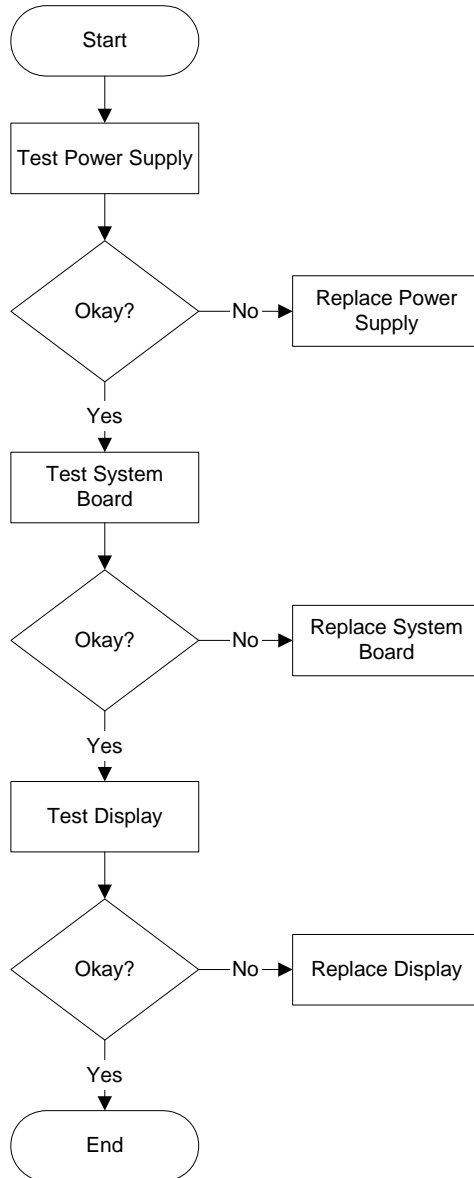 Start
Test Power Supply
Okay?
No
Replace Power
Supply
Yes
Test System
Board
Okay?
No
Replace System
Board
Yes
Test Display
Okay?
No
Replace Display
Yes
End